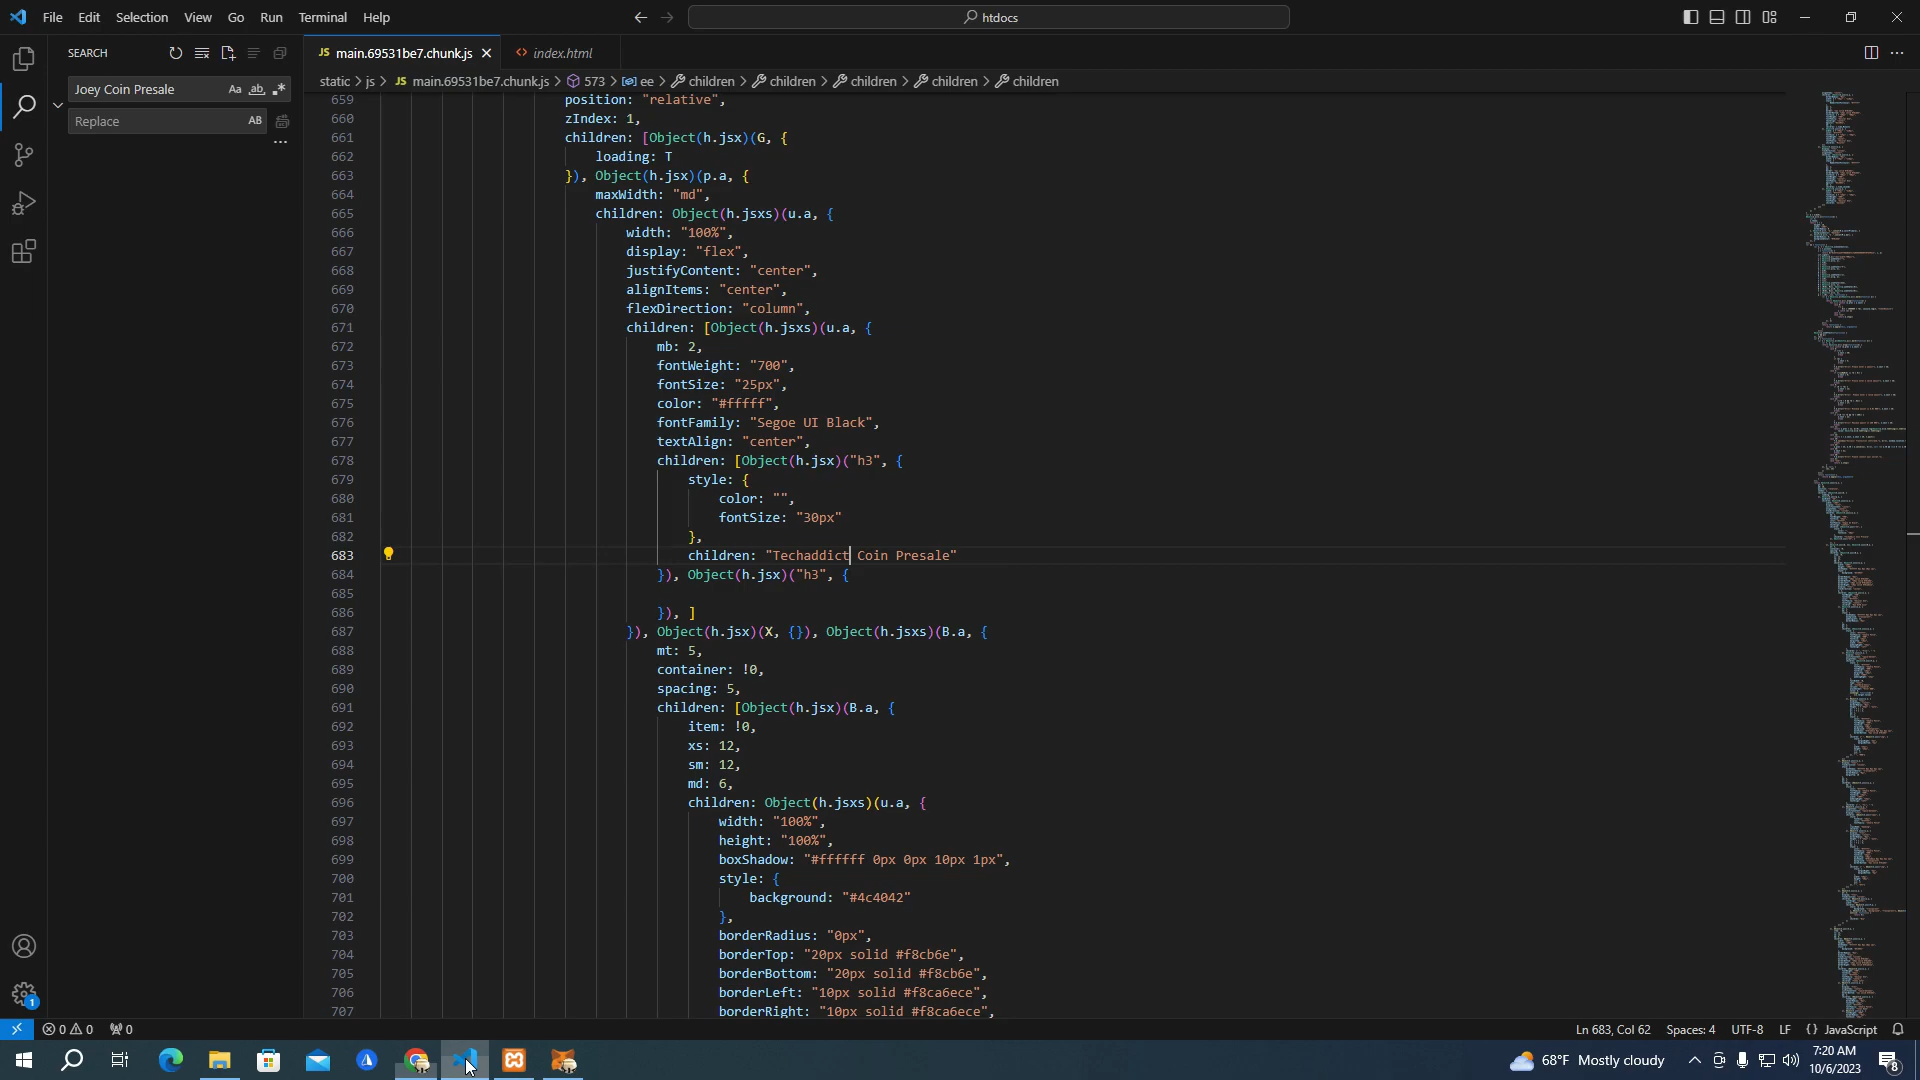 File Edit Selection View Go Run Terminal Help
htdocs
SEARCH
Joey Coin Presale
Aa ab .*
Replace
AB
JS main.69531be7.chunk.js
<> index.html
static > js > JS main.69531be7.chunk.js > 573 > ee > children > children > children > children > children
659 position: "relative",
660 zIndex: 1,
661 children: [Object(h.jsx)(G, {
662 loading: T
663 }), Object(h.jsx)(p.a, {
664 maxWidth: "md",
665 children: Object(h.jsxs)(u.a, {
666 width: "100%",
667 display: "flex",
668 justifyContent: "center",
669 alignItems: "center",
670 flexDirection: "column",
671 children: [Object(h.jsxs)(u.a, {
672 mb: 2,
673 fontWeight: "700",
674 fontSize: "25px",
675 color: "#fffff",
676 fontFamily: "Segoe UI Black",
677 textAlign: "center",
678 children: [Object(h.jsx)("h3", {
679 style: {
680 color: "",
681 fontSize: "30px"
682 },
683 children: "Techaddict Coin Presale"
684 }), Object(h.jsx)("h3", {
685
686 }), ]
687 }), Object(h.jsx)(X, {}), Object(h.jsxs)(B.a, {
688 mt: 5,
689 container: !0,
690 spacing: 5,
691 children: [Object(h.jsx)(B.a, {
692 item: !0,
693 xs: 12,
694 sm: 12,
695 md: 6,
696 children: Object(h.jsxs)(u.a, {
697 width: "100%",
698 height: "100%",
699 boxShadow: "#ffffff 0px 0px 10px 1px",
700 style: {
701 background: "#4c4042"
702 },
703 borderRadius: "0px",
704 borderTop: "20px solid #f8cb6e",
705 borderBottom: "20px solid #f8cb6e",
706 borderLeft: "10px solid #f8ca6ece",
707 borderRight: "10px solid #f8ca6ece",
1
0 0 0
Ln 683, Col 62 Spaces: 4 UTF-8 LF {} JavaScript
68°F Mostly cloudy
7:20 AM
10/6/2023
8